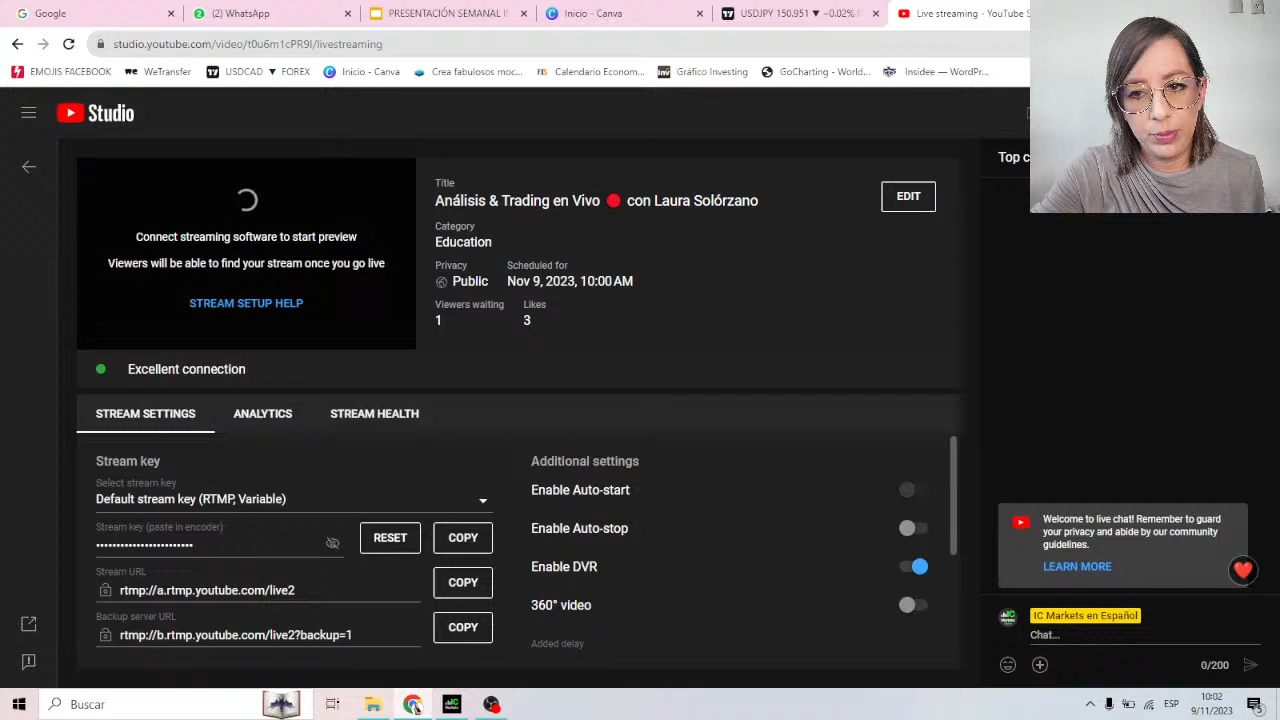 Google
(2) WhatsApp
PRESENTACIÓN SEMANAL
Inicio – Canva
USDJPY 150.951 ▼ −0.02%
Live streaming - YouTube S
studio.youtube.com/video/t0u6m1cPR9I/livestreaming
EMOJIS FACEBOOK
WeTransfer
USDCAD ▼ FOREX
Inicio - Canva
Crea fabulosos moc...
Calendario Econom...
Gráfico Investing
GoCharting - World...
Insidee — WordPr...
Studio
Top c
Connect streaming software to start preview
Viewers will be able to find your stream once you go live
STREAM SETUP HELP
Title
Análisis & Trading en Vivo 🔴 con Laura Solórzano
EDIT
Category
Education
Privacy
Public
Scheduled for
Nov 9, 2023, 10:00 AM
Viewers waiting
1
Likes
3
Excellent connection
STREAM SETTINGS
ANALYTICS
STREAM HEALTH
Stream key
Select stream key
Default stream key (RTMP, Variable)
Stream key (paste in encoder)
••••••••••••••••••••••••
RESET
COPY
Stream URL
rtmp://a.rtmp.youtube.com/live2
COPY
Backup server URL
rtmp://b.rtmp.youtube.com/live2?backup=1
COPY
Additional settings
Enable Auto-start
Enable Auto-stop
Enable DVR
360° video
Added delay
Welcome to live chat! Remember to guard
your privacy and abide by our community
guidelines.
LEARN MORE
IC Markets en Español
Chat...
0/200
Buscar
ESP
10:02
9/11/2023